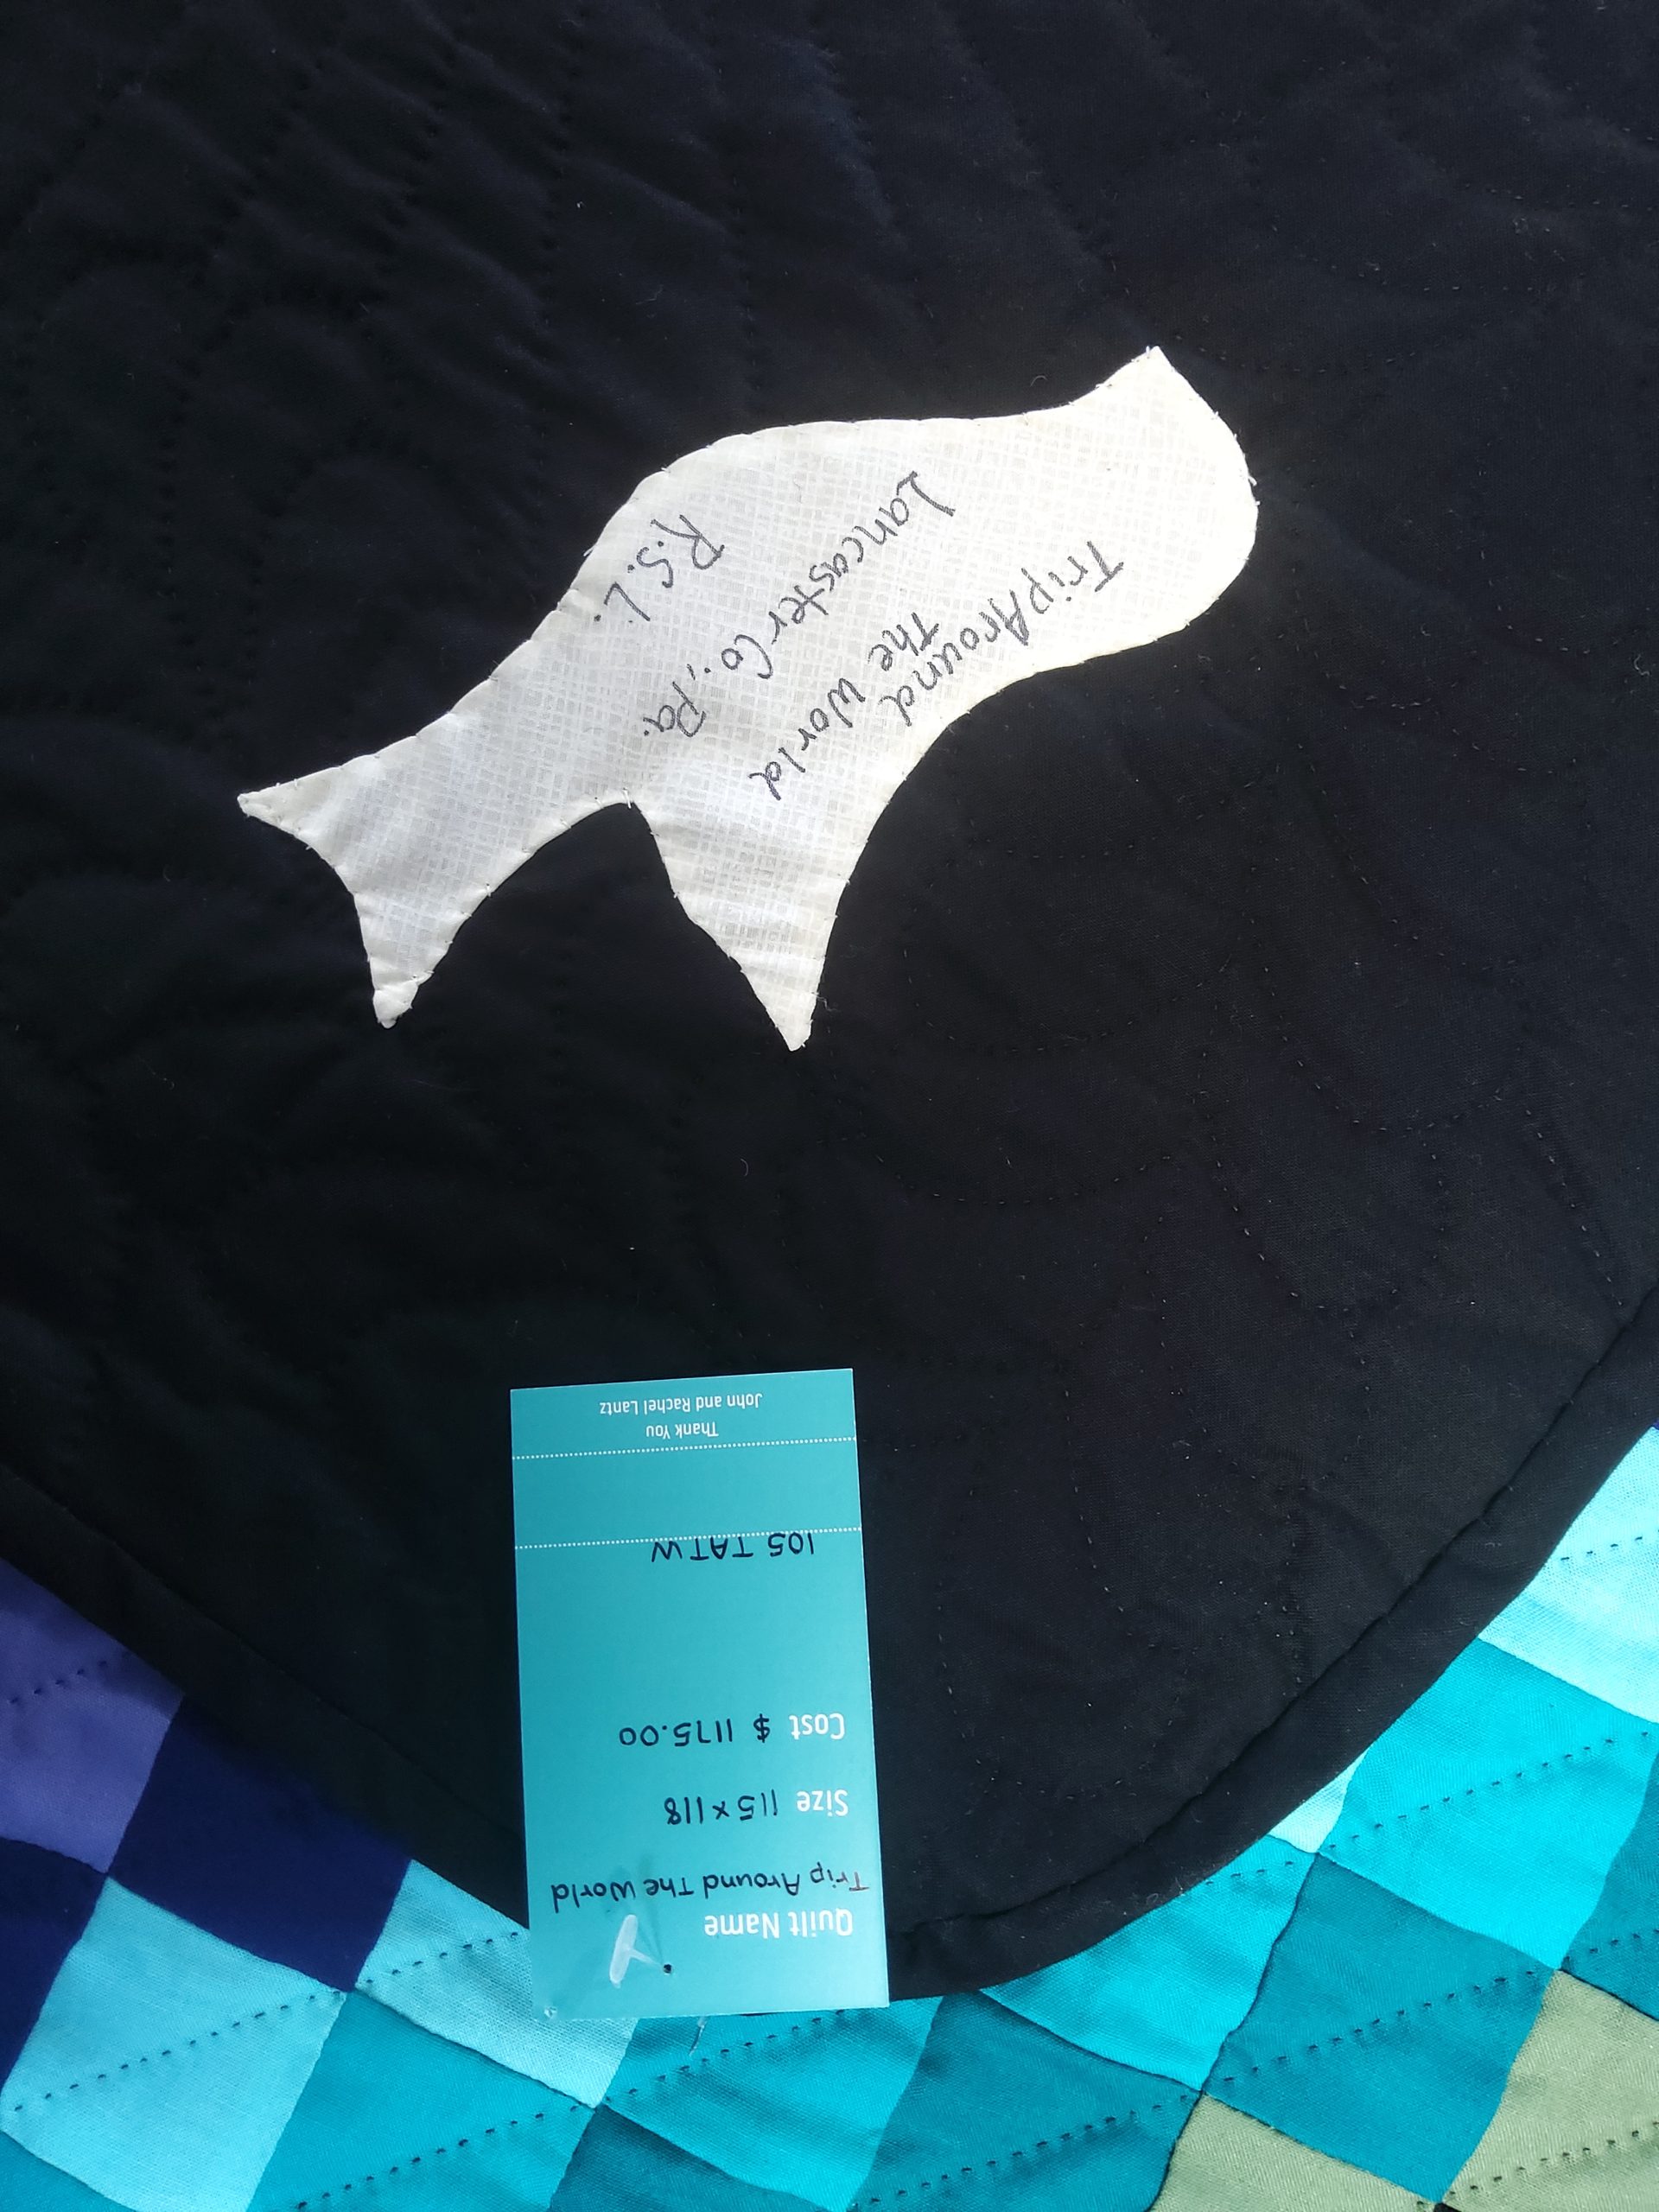 Trip Around
The World
Lancaster Co., Pa.
R.S.L.
Quilt Name
Trip Around The World
Size 115 x 118
Cost $ 1175.00
105 TATW
Thank You
John and Rachel Lantz